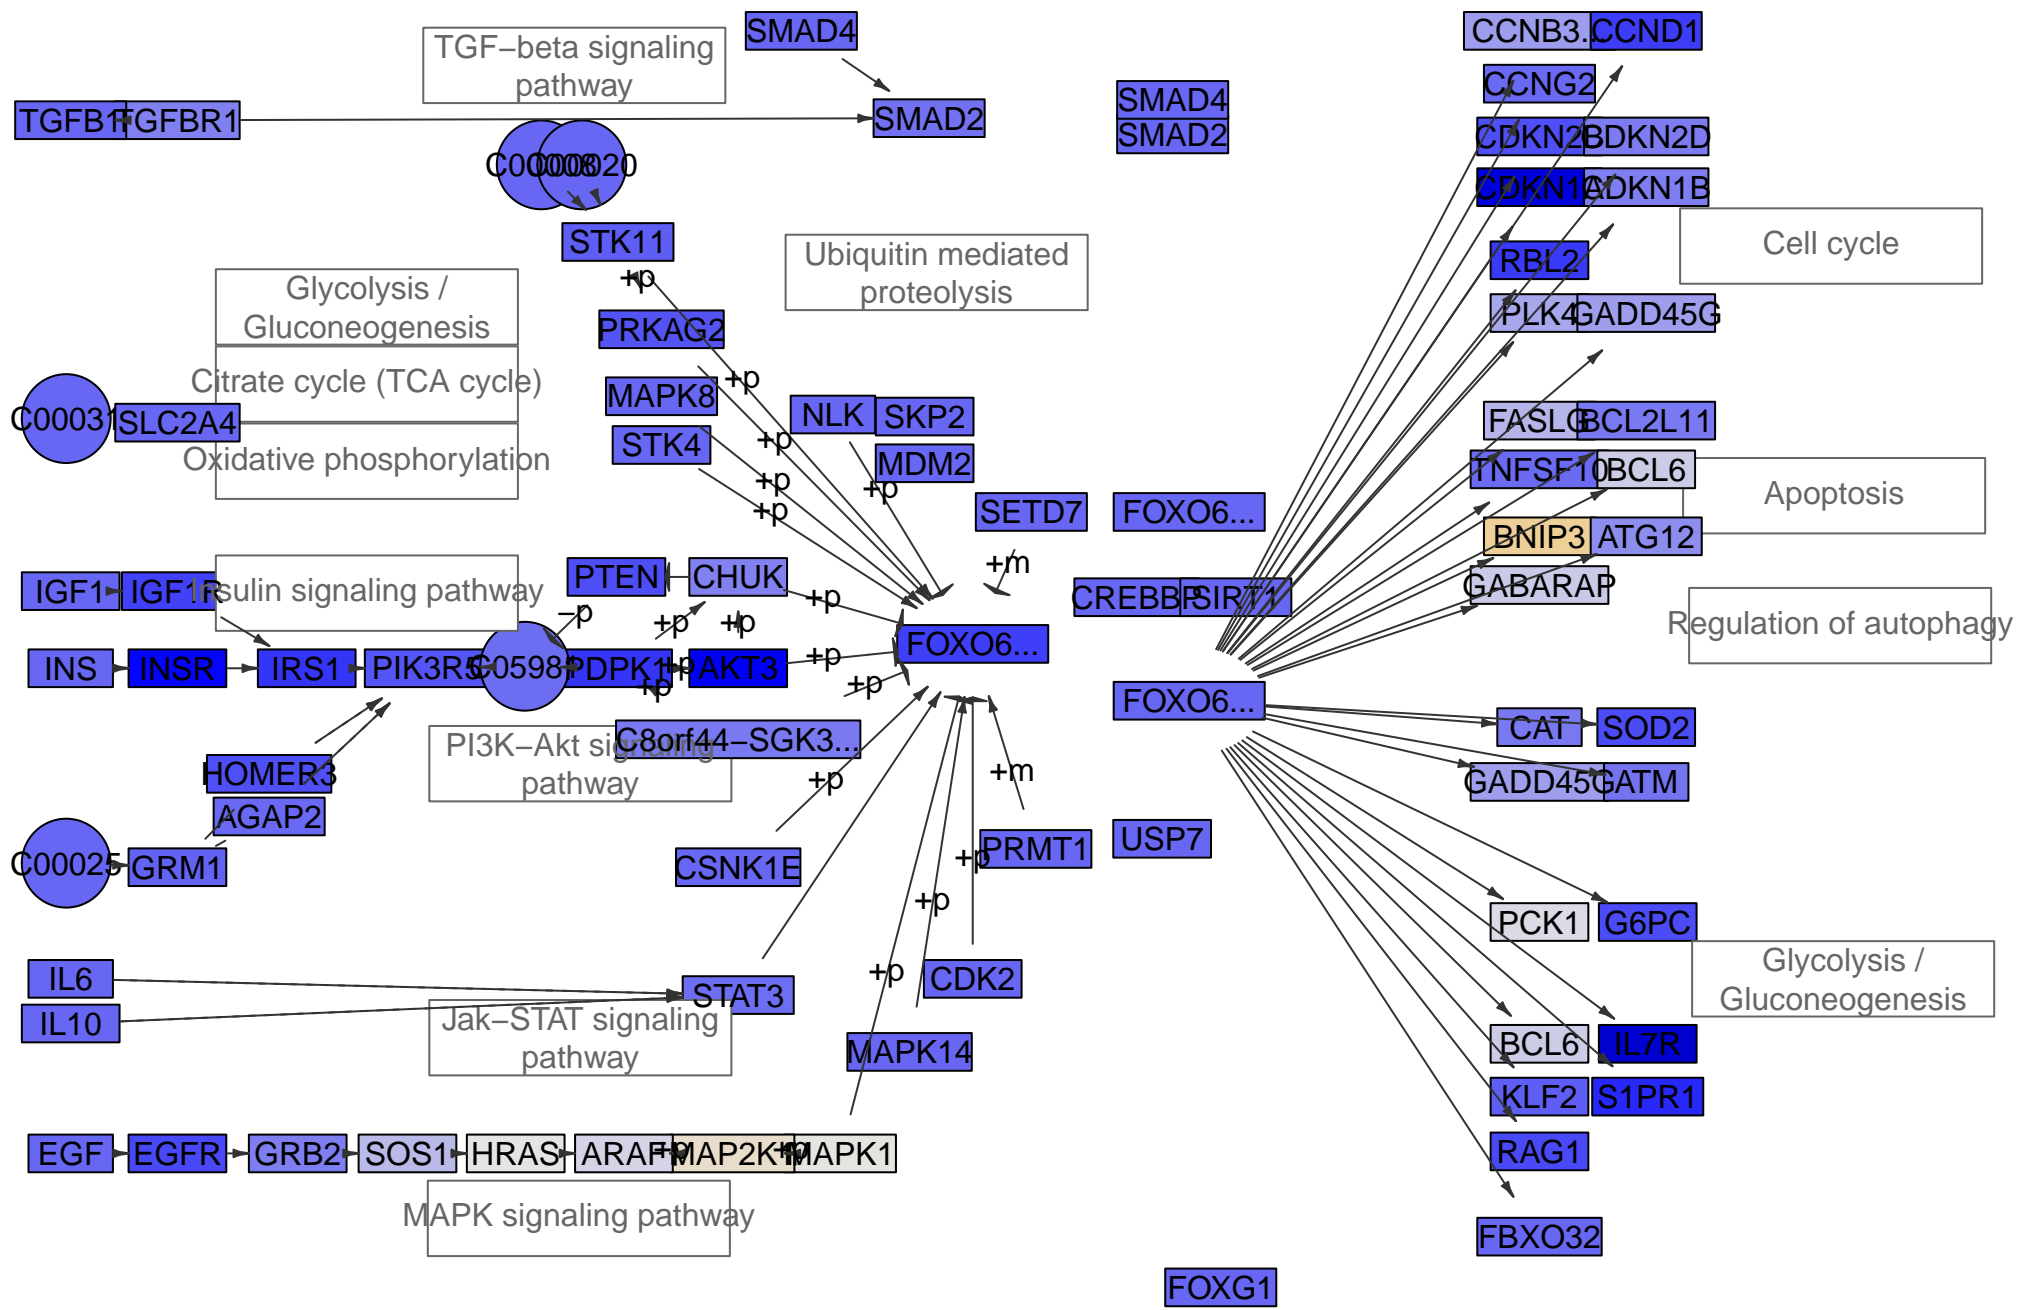 SMAD4
CCNB3...
CCND1
TGF−beta signaling
pathway
CCNG2
SMAD4
TGFB1
TGFBR1
SMAD2
SMAD2
CDKN2B
CDKN2D
C00020
CDKN1A
CDKN1B
STK11
Ubiquitin mediated
proteolysis
Cell cycle
RBL2
+p
Glycolysis /
Gluconeogenesis
PRKAG2
PLK4
GADD45G
Citrate cycle (TCA cycle)
+p
MAPK8
C00031
SLC2A4
NLK
SKP2
FASLG
BCL2L11
STK4
+p
Oxidative phosphorylation
MDM2
TNFSF10
BCL6
+p
+p
Apoptosis
+p
SETD7
FOXO6...
BNIP3
ATG12
+m
IGF1
IGF1R
Insulin signaling pathway
PTEN
CHUK
GABARAP
−p
+p
CREBBP
SIRT1
+p
+p
FOXO6...
Regulation of autophagy
INS
INSR
IRS1
PIK3R5
C05981
PDPK1
+p
AKT3
+p
+p
+p
FOXO6...
PI3K−Akt signaling
pathway
C8orf44−SGK3...
CAT
SOD2
HOMER3
+p
+m
GADD45G
ATM
AGAP2
C00025
GRM1
CSNK1E
+p
PRMT1
USP7
+p
PCK1
G6PC
IL6
+p
CDK2
Glycolysis /
Gluconeogenesis
STAT3
IL10
Jak−STAT signaling
pathway
MAPK14
BCL6
IL7R
KLF2
S1PR1
EGF
EGFR
GRB2
SOS1
HRAS
ARAF
+p
MAP2K1
+p
MAPK1
RAG1
MAPK signaling pathway
FBXO32
FOXG1